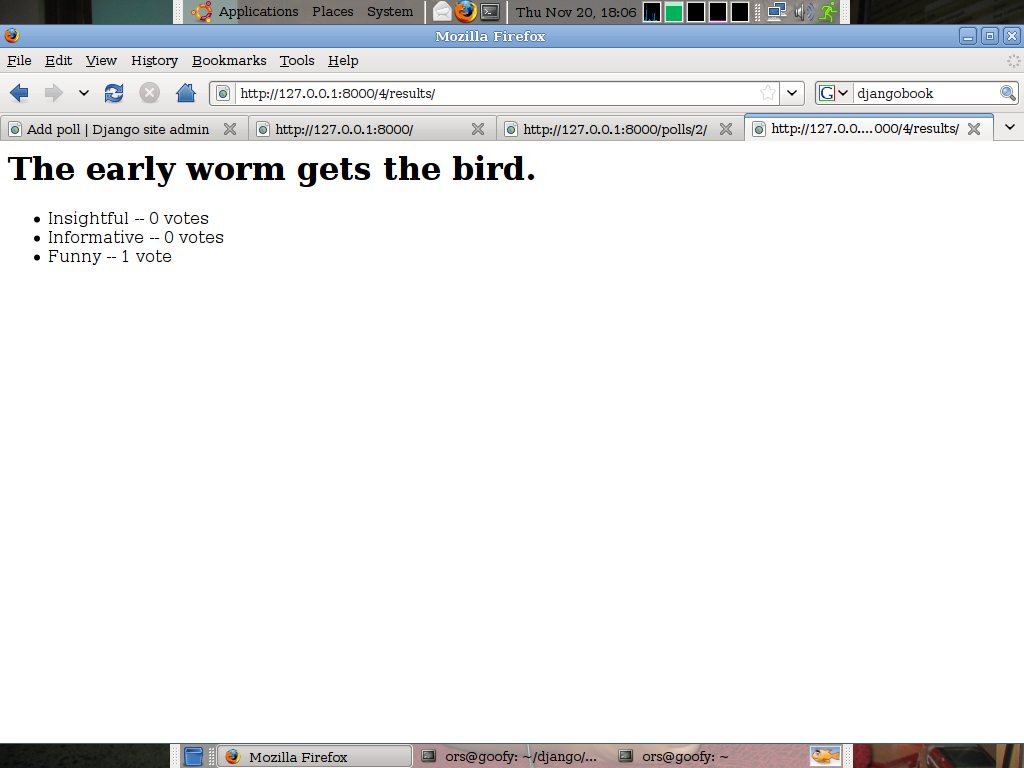 Applications Places System Thu Nov 20, 18:06
Mozilla Firefox
File Edit View History Bookmarks Tools Help
http://127.0.0.1:8000/4/results/ G djangobook
Add poll | Django site admin http://127.0.0.1:8000/ http://127.0.0.1:8000/polls/2/ http://127.0.0....000/4/results/
The early worm gets the bird.
Insightful -- 0 votes
Informative -- 0 votes
Funny -- 1 vote
Mozilla Firefox ors@goofy: ~/django/... ors@goofy: ~